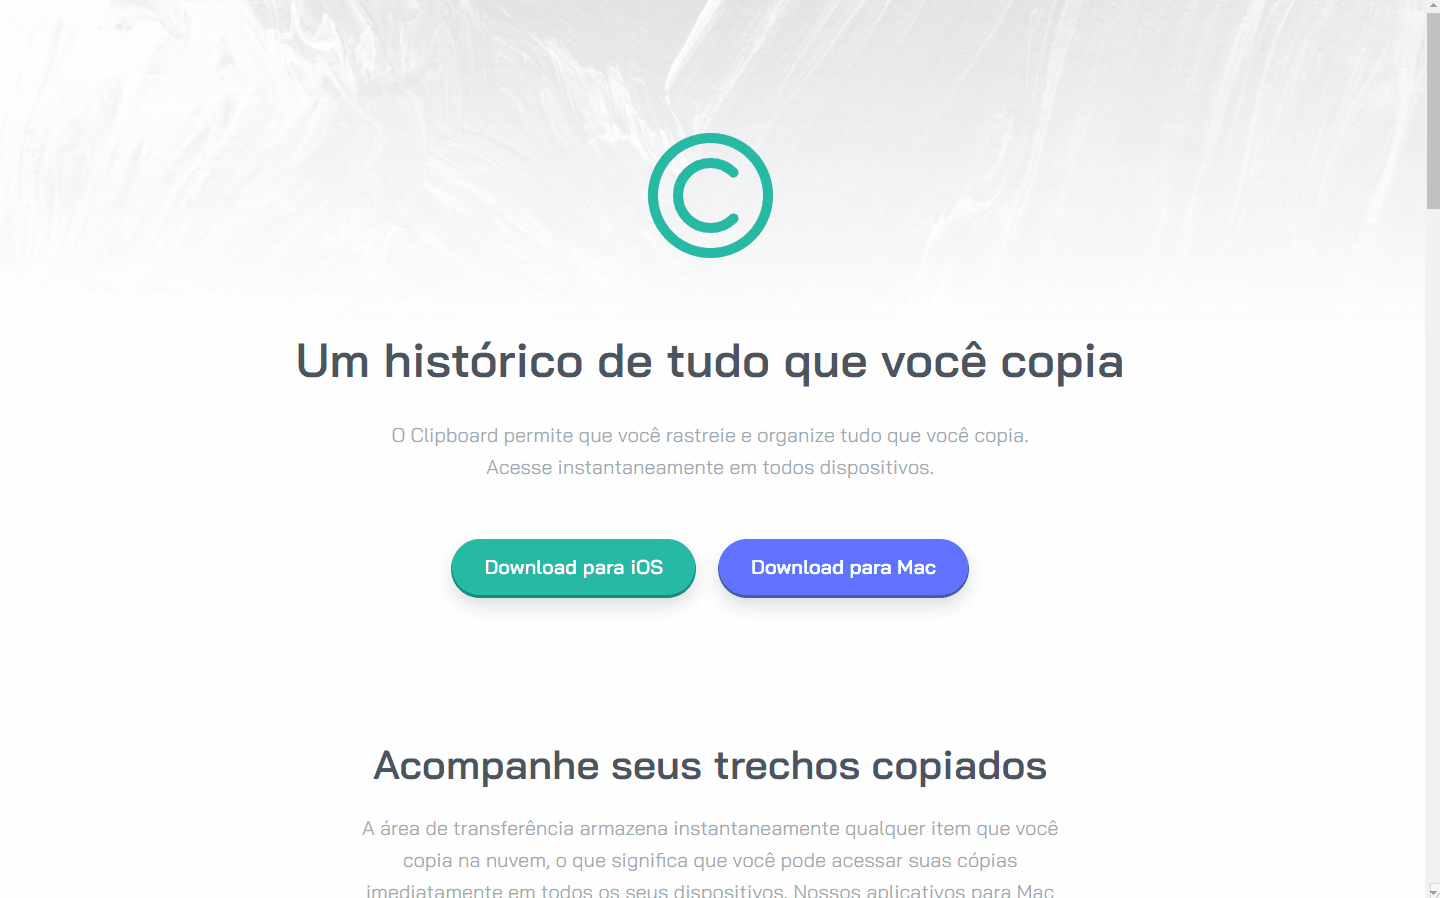 Um histórico de tudo que você copia
O Clipboard permite que você rastreie e organize tudo que você copia.
Acesse instantaneamente em todos dispositivos.
Download para iOS
Download para Mac
Acompanhe seus trechos copiados
A área de transferência armazena instantaneamente qualquer item que você
copia na nuvem, o que significa que você pode acessar suas cópias
imediatamente em todos os seus dispositivos. Nossos aplicativos para Mac